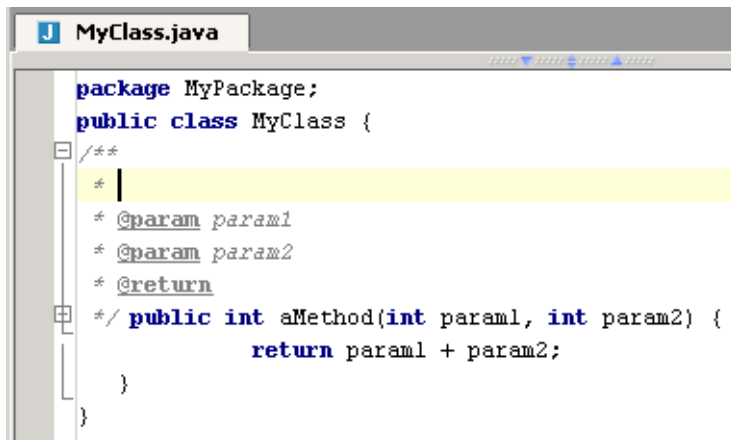 MyClass.java
package MyPackage;
public class MyClass {
/**
*
* @param param1
* @param param2
* @return
*/ public int aMethod(int param1, int param2) {
return param1 + param2;
}
}